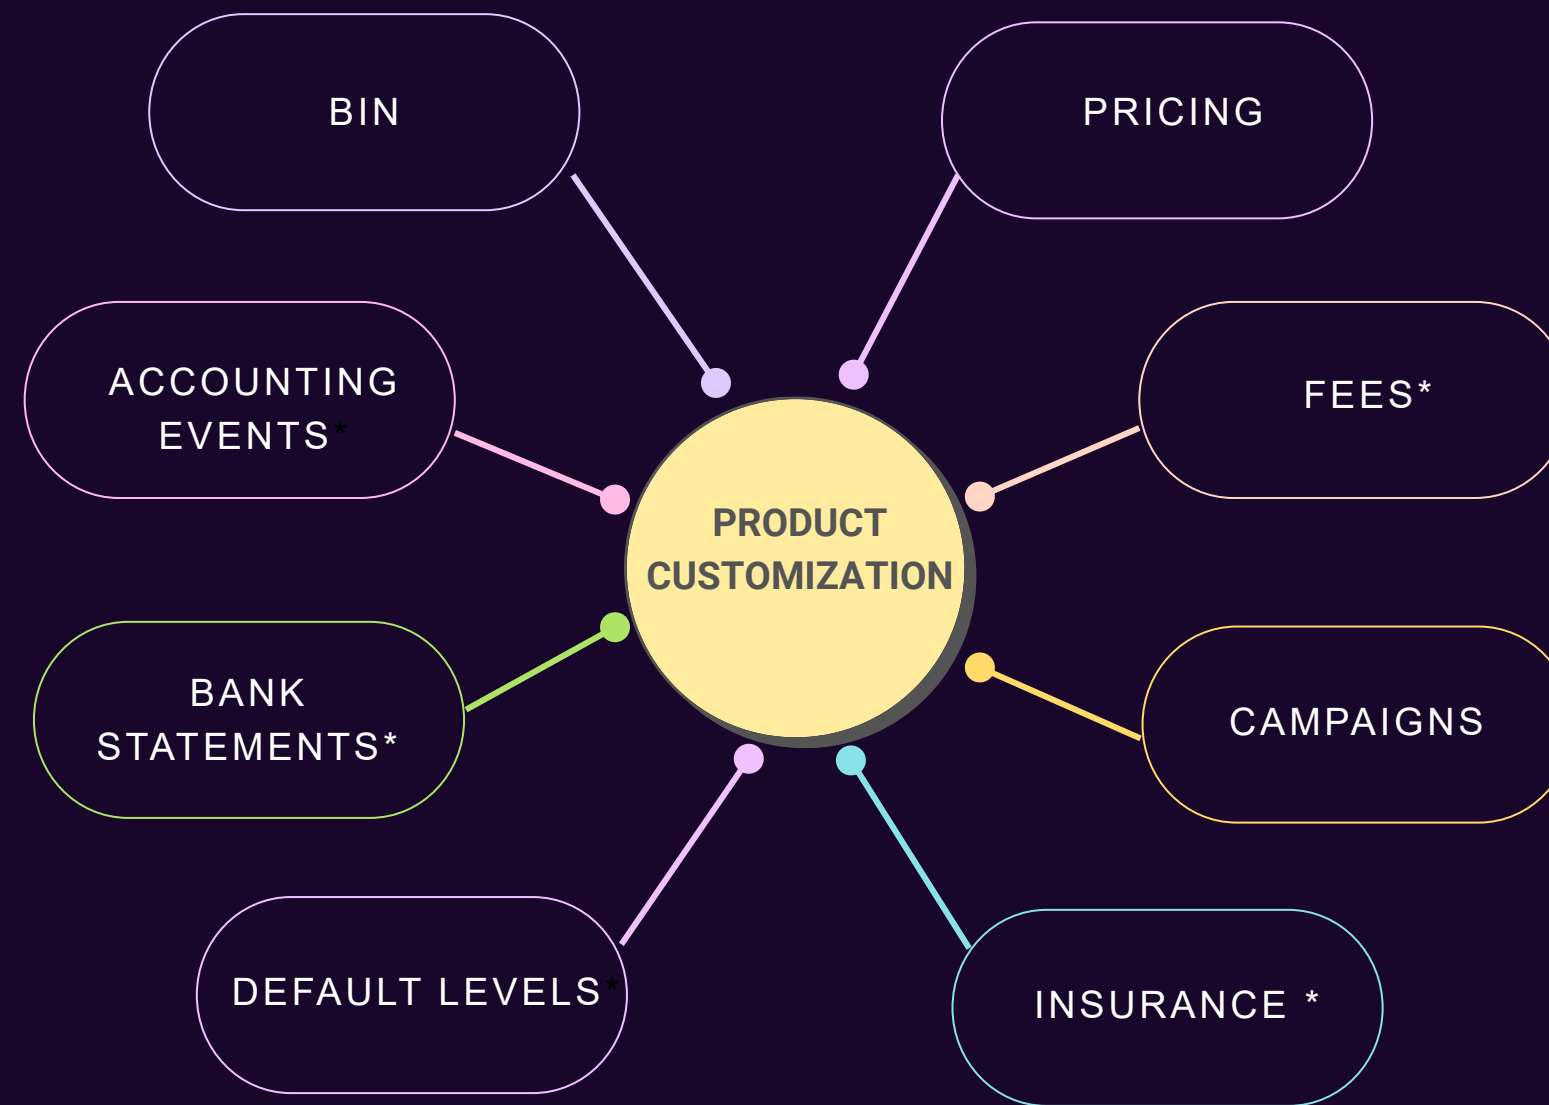 BIN
PRICING
ACCOUNTING
EVENTS*
FEES*
PRODUCT
CUSTOMIZATION
BANK
STATEMENTS*
CAMPAIGNS
DEFAULT LEVELS*
INSURANCE *